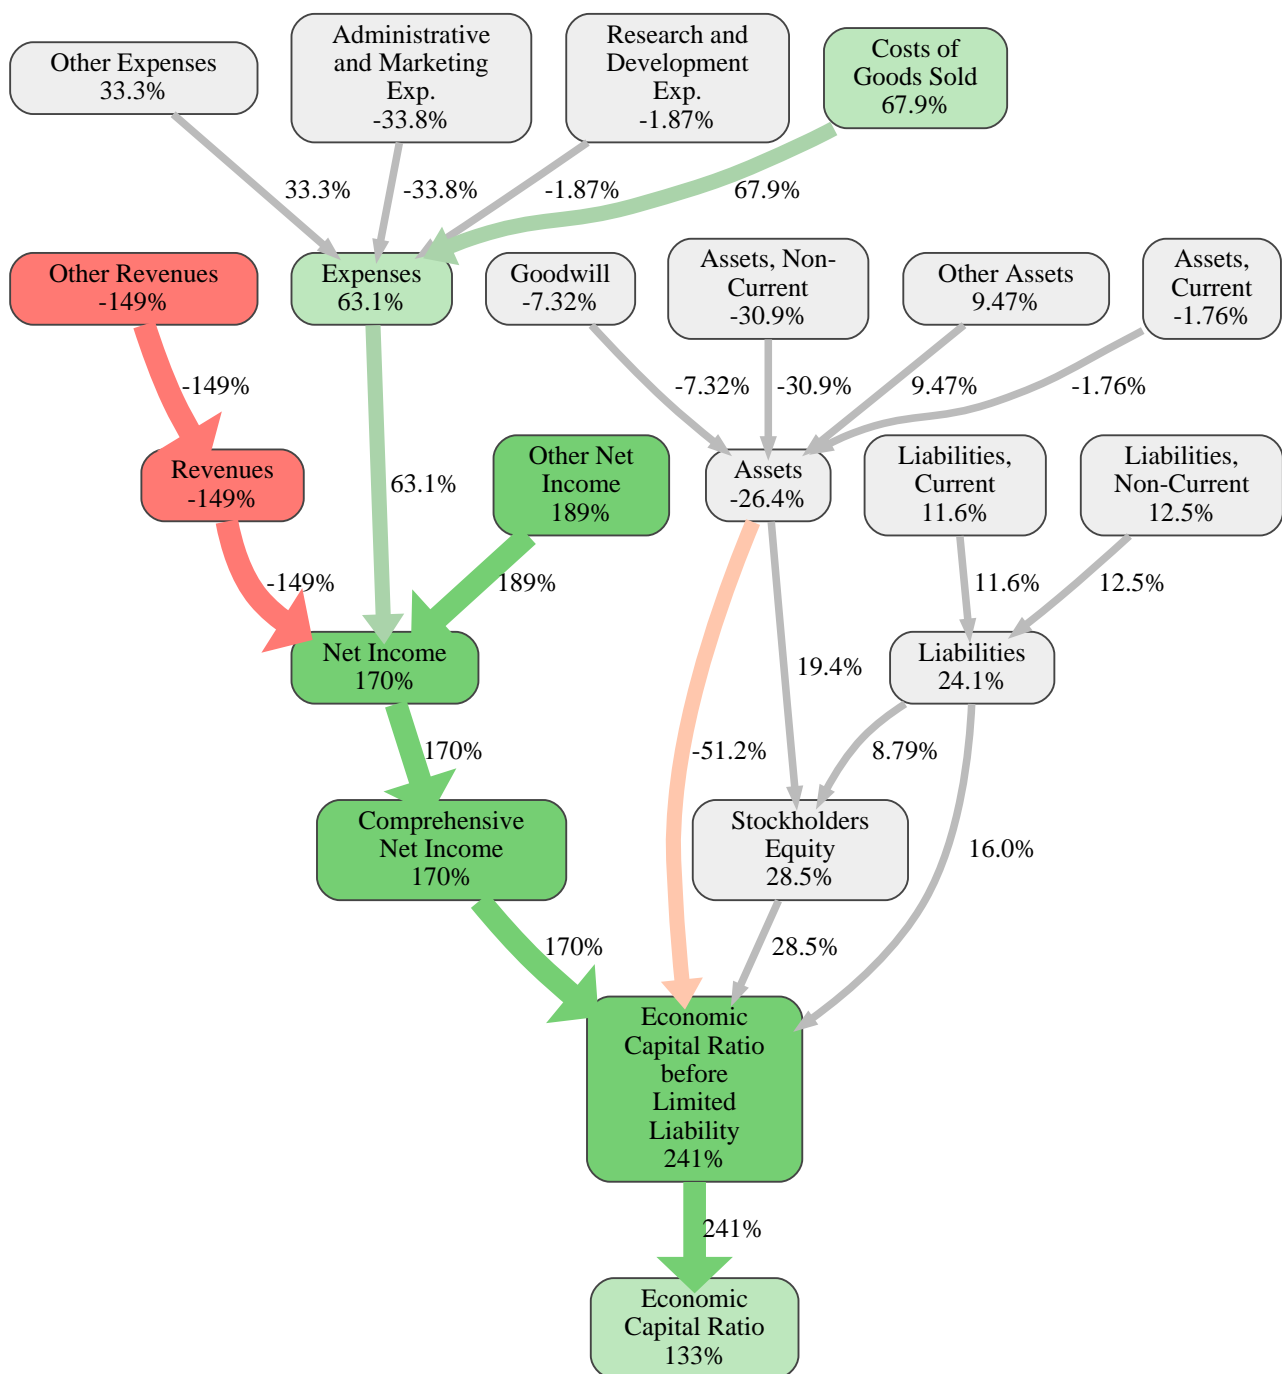 Other Expenses
33.3%
Administrative
and Marketing
Exp.
-33.8%
Research and
Development
Exp.
-1.87%
Costs of
Goods Sold
67.9%
33.3%
-33.8%
-1.87%
67.9%
Other Revenues
-149%
Expenses
63.1%
Goodwill
-7.32%
Assets, Non-
Current
-30.9%
Other Assets
9.47%
Assets,
Current
-1.76%
-149%
-7.32%
-30.9%
9.47%
-1.76%
Revenues
-149%
63.1%
Other Net
Income
189%
Assets
-26.4%
Liabilities,
Current
11.6%
Liabilities,
Non-Current
12.5%
-149%
189%
11.6%
12.5%
Net Income
170%
19.4%
Liabilities
24.1%
170%
-51.2%
8.79%
Comprehensive
Net Income
170%
Stockholders
Equity
28.5%
16.0%
170%
28.5%
Economic
Capital Ratio
before
Limited
Liability
241%
241%
Economic
Capital Ratio
133%